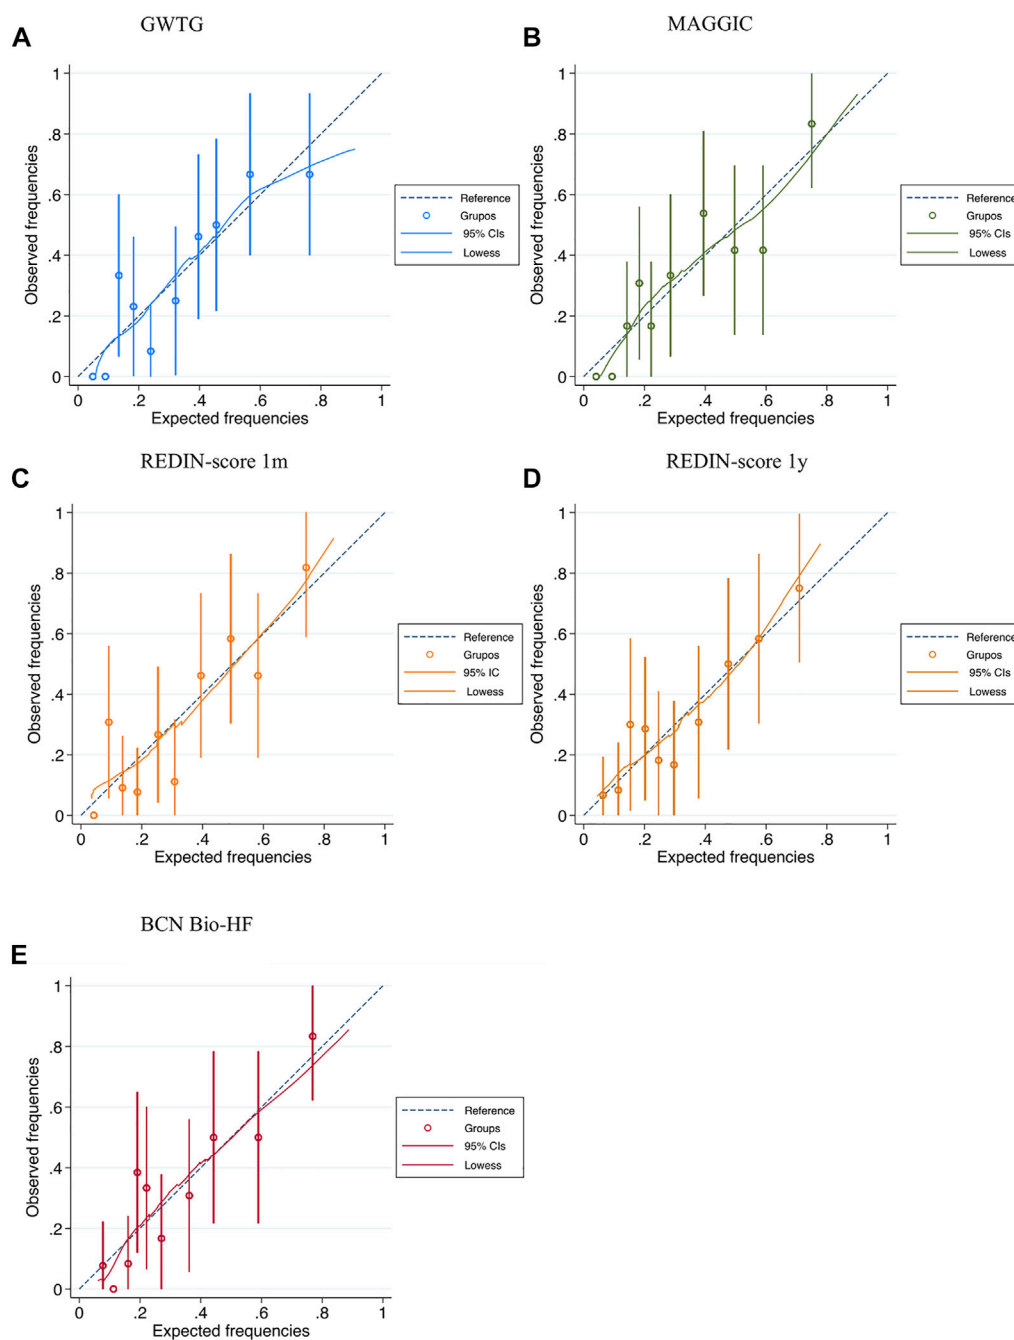 A
GWTG
Observed frequencies
1
.8
.6
.4
.2
0
0 .2 .4 .6 .8 1
Expected frequencies
Reference
Grupos
95% CIs
Lowess
B
MAGGIC
Observed frequencies
1
.8
.6
.4
.2
0
0 .2 .4 .6 .8 1
Expected frequencies
Reference
Grupos
95% CIs
Lowess
C
REDIN-score 1m
Observed frequencies
1
.8
.6
.4
.2
0
0 .2 .4 .6 .8 1
Expected frequencies
Reference
Grupos
95% IC
Lowess
D
REDIN-score 1y
Observed frequencies
1
.8
.6
.4
.2
0
0 .2 .4 .6 .8 1
Expected frequencies
Reference
Grupos
95% CIs
Lowess
E
BCN Bio-HF
Observed frequencies
1
.8
.6
.4
.2
0
0 .2 .4 .6 .8 1
Expected frequencies
Reference
Groups
95% CIs
Lowess